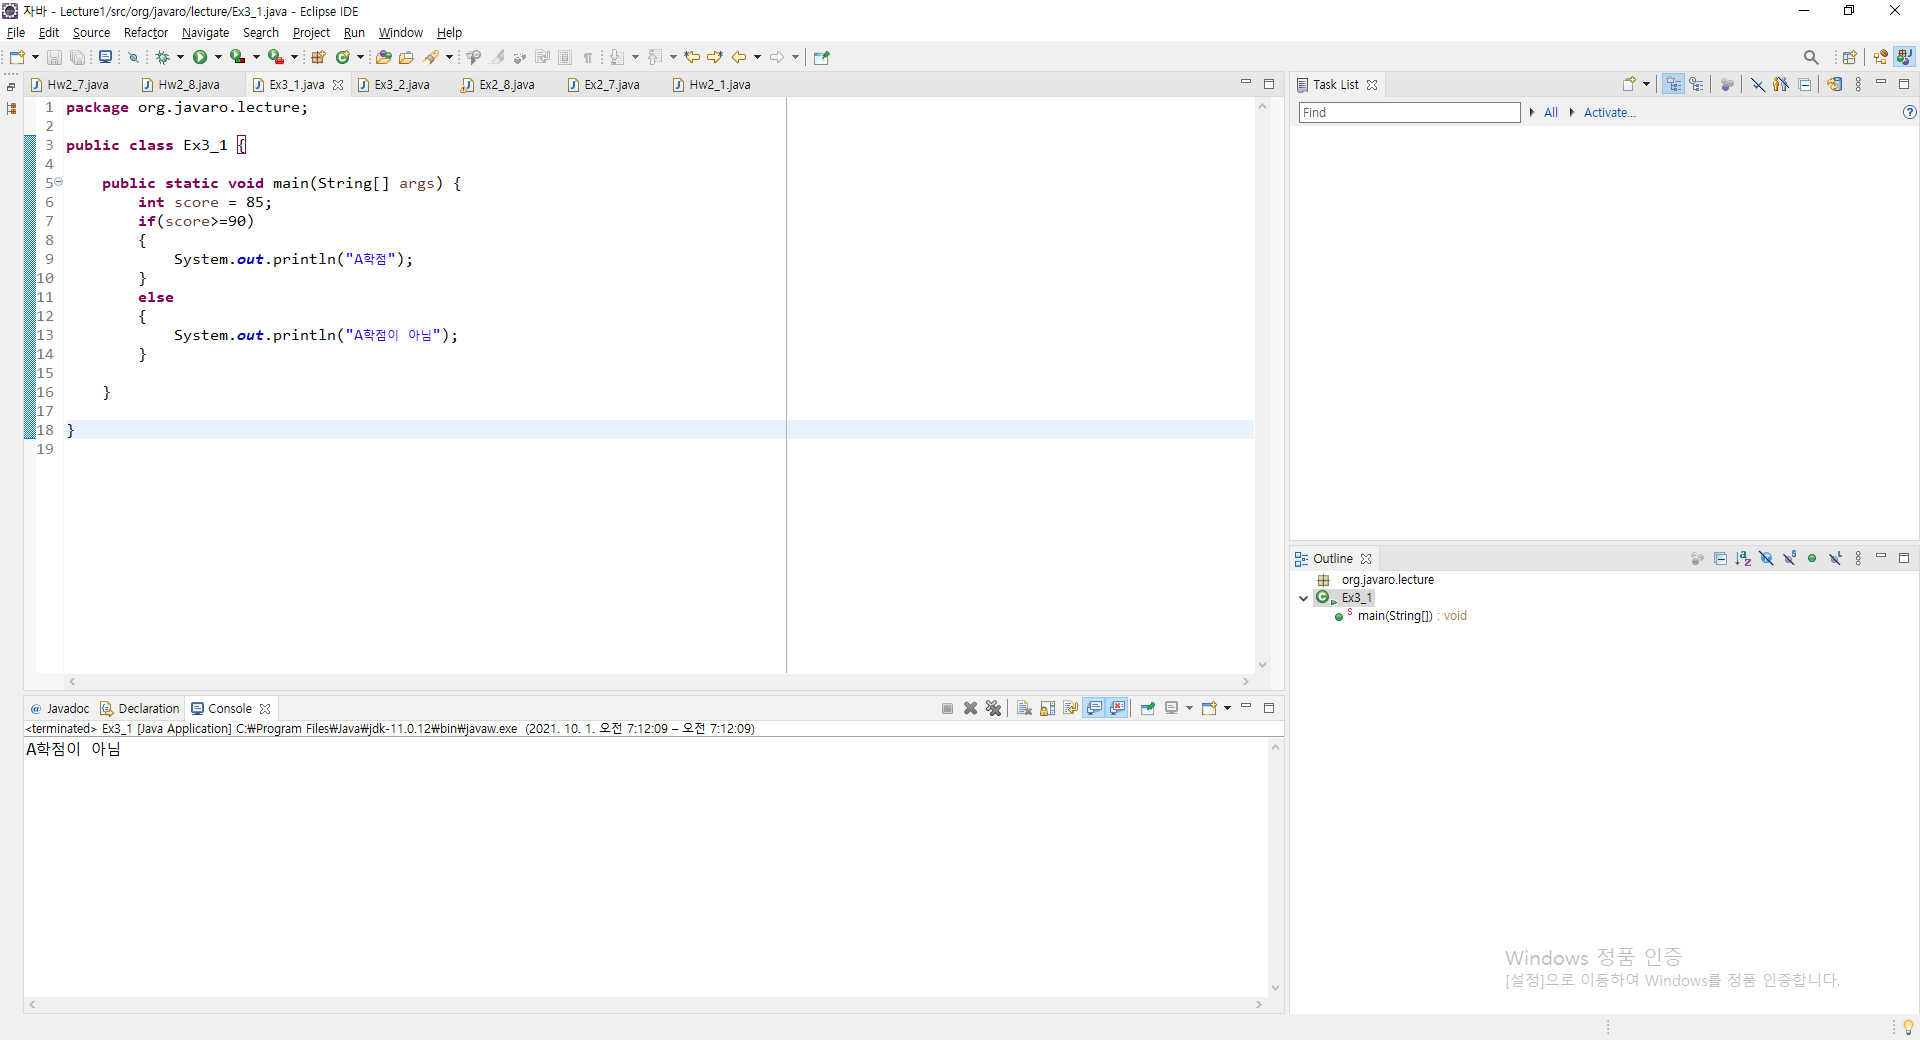 자바 - Lecture1/src/org/javaro/lecture/Ex3_1.java - Eclipse IDE
File Edit Source Refactor Navigate Search Project Run Window Help
Hw2_7.java Hw2_8.java Ex3_1.java Ex3_2.java Ex2_8.java Ex2_7.java Hw2_1.java
1 package org.javaro.lecture;
2
3 public class Ex3_1 {
4
5 public static void main(String[] args) {
6 int score = 85;
7 if(score>=90)
8 {
9 System.out.println("A학점");
10 }
11 else
12 {
13 System.out.println("A학점이 아님");
14 }
15
16 }
17
18 }
19
Task List
Find All Activate...
Outline
org.javaro.lecture
Ex3_1
main(String[]) : void
@ Javadoc Declaration Console
<terminated> Ex3_1 [Java Application] C:₩Program Files₩Java₩jdk-11.0.12₩bin₩javaw.exe (2021. 10. 1. 오전 7:12:09 – 오전 7:12:09)
A학점이 아님
Windows 정품 인증
[설정]으로 이동하여 Windows를 정품 인증합니다.